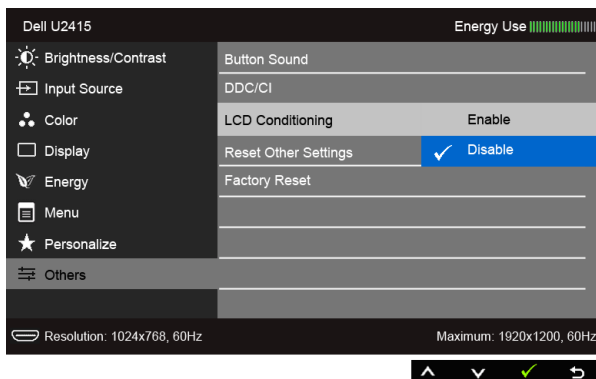 Dell U2415 Energy Use
Brightness/Contrast Button Sound
Input Source DDC/CI
Color LCD Conditioning Enable
Display Reset Other Settings Disable
Energy Factory Reset
Menu
Personalize
Others
Resolution: 1024x768, 60Hz Maximum: 1920x1200, 60Hz